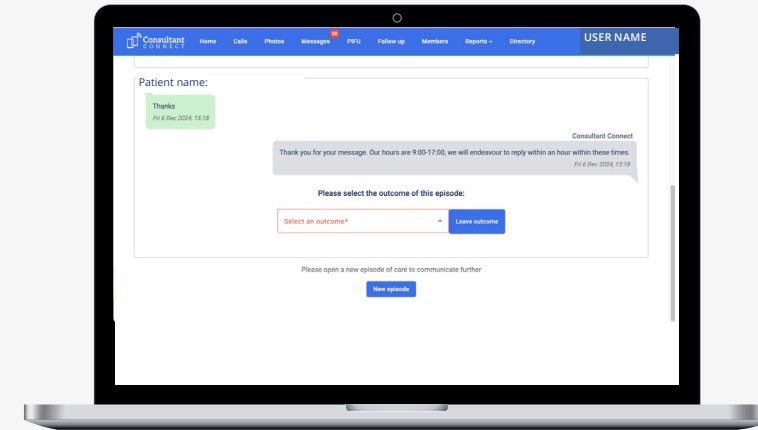 Consultant
CONNECT
Home Calls Photos Messages PIFU Follow up Members Reports Directory
USER NAME
Patient name:
Thanks
Fri 6 Dec 2024, 15:18
Consultant Connect
Thank you for your message. Our hours are 9:00-17:00, we will endeavour to reply within an hour within these times.
Fri 6 Dec 2024, 15:18
Please select the outcome of this episode:
Select an outcome*
Leave outcome
Please open a new episode of care to communicate further
New episode